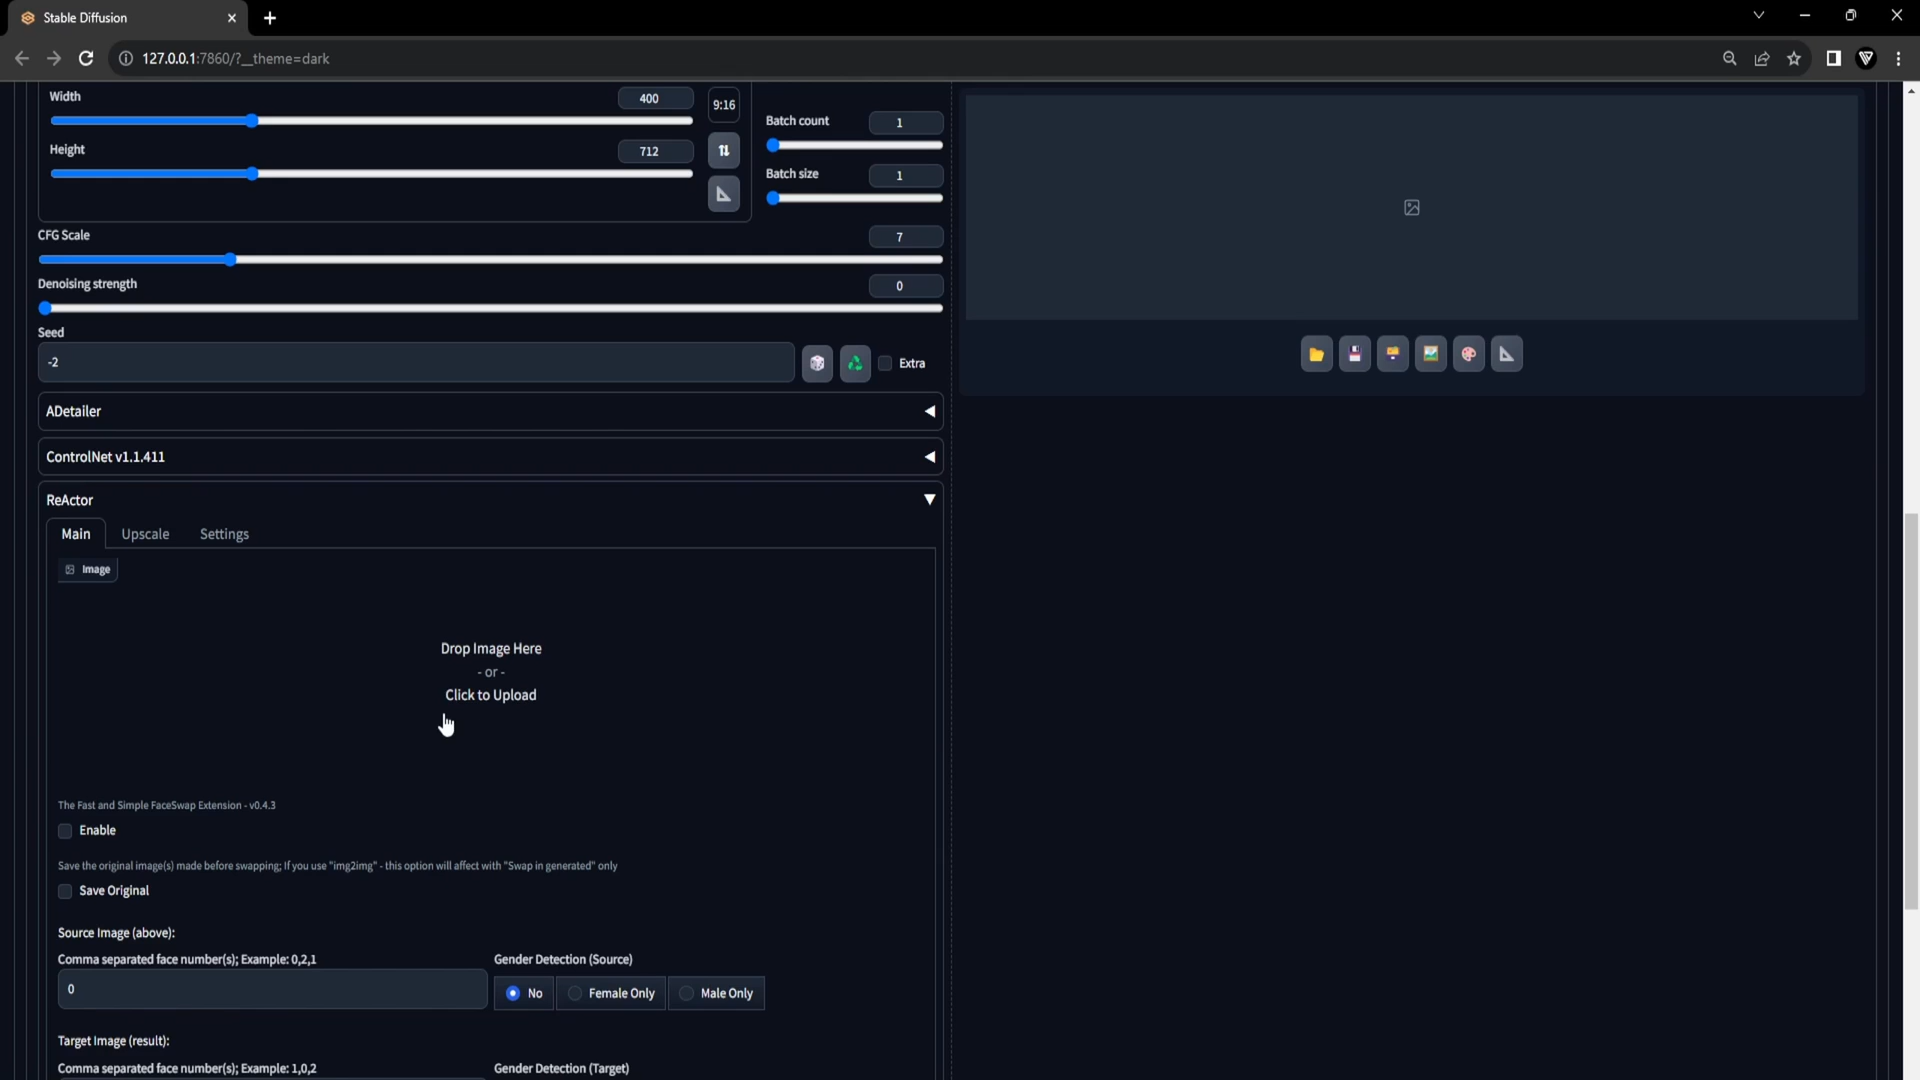 Stable Diffusion
127.0.0.1:7860/?__theme=dark
Width
400
9:16
Height
712
Batch count
1
Batch size
1
CFG Scale
7
Denoising strength
0
Seed
-2
Extra
ADetailer
ControlNet v1.1.411
ReActor
Main Upscale Settings
Image
Drop Image Here
- or -
Click to Upload
The Fast and Simple FaceSwap Extension - v0.4.3
Enable
Save the original image(s) made before swapping; If you use "img2img" - this option will affect with "Swap in generated" only
Save Original
Source Image (above):
Comma separated face number(s); Example: 0,2,1
0
Gender Detection (Source)
No Female Only Male Only
Target Image (result):
Comma separated face number(s); Example: 1,0,2
Gender Detection (Target)